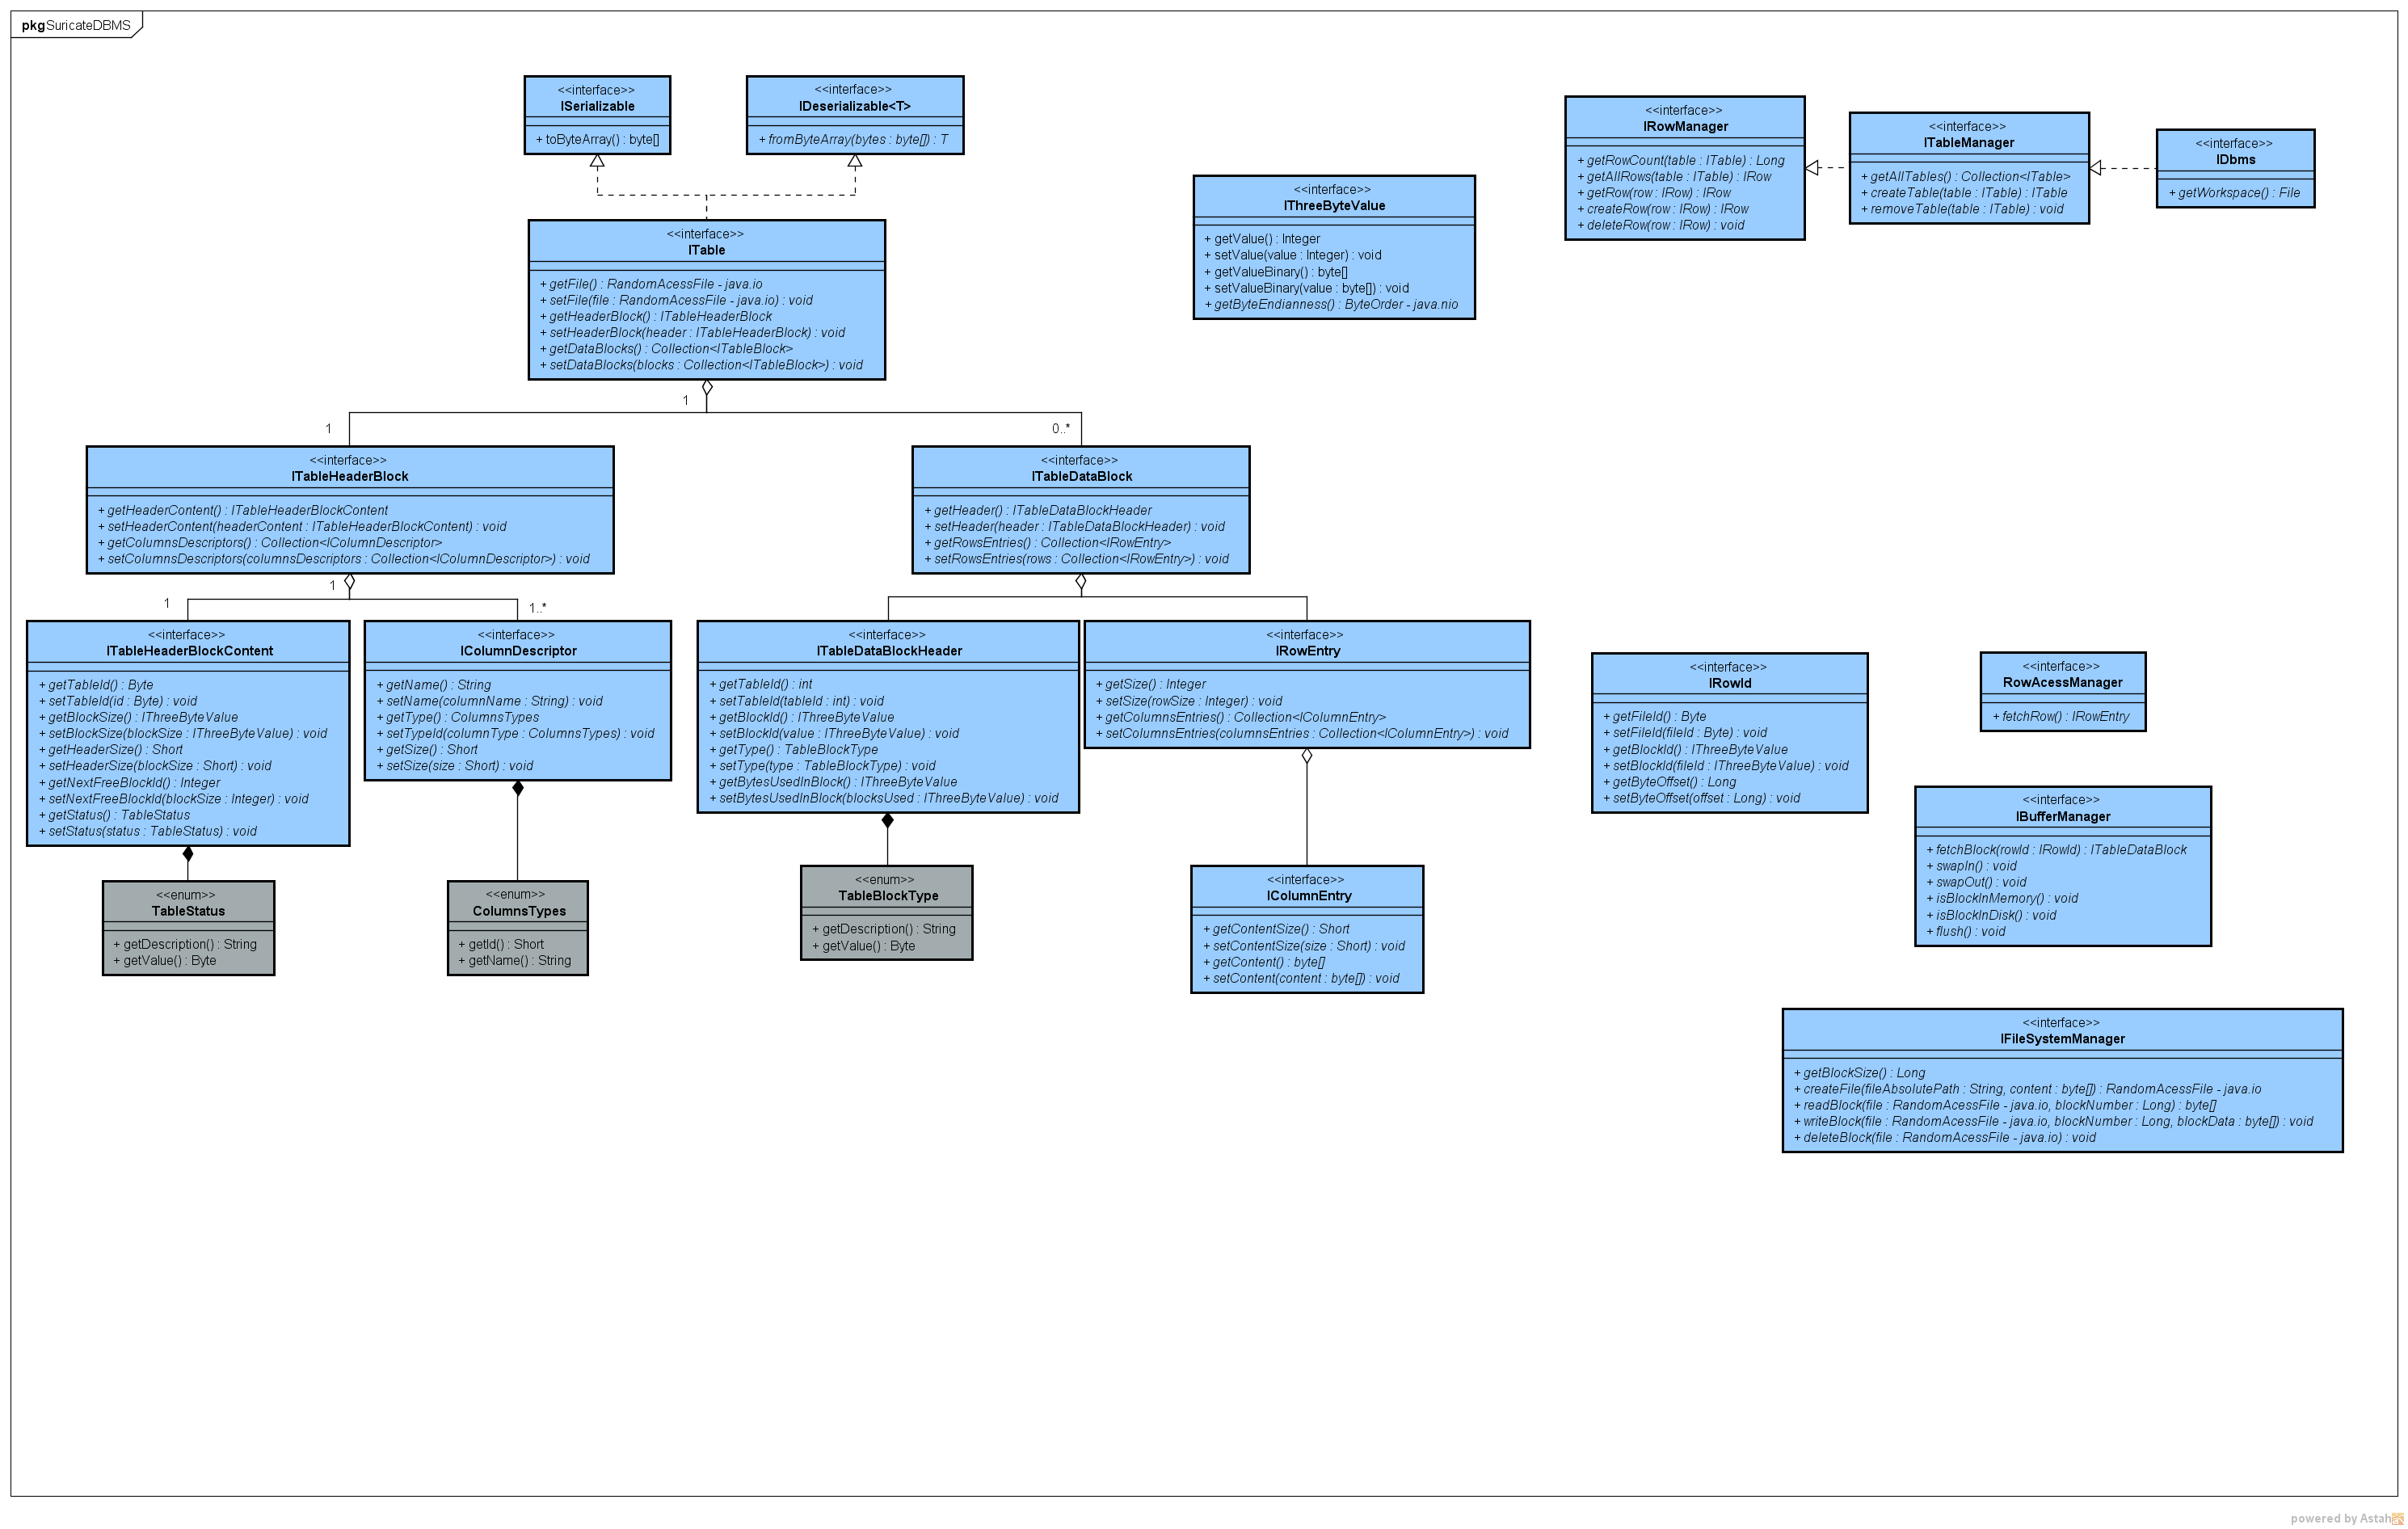 pkg SuricateDBMS
<<interface>>
ISerializable
+ toByteArray() : byte[]
<<interface>>
IDeserializable<T>
+ fromByteArray(bytes : byte[]) : T
<<interface>>
IRowManager
+ getRowCount(table : ITable) : Long
+ getAllRows(table : ITable) : IRow
+ getRow(row : IRow) : IRow
+ createRow(row : IRow) : IRow
+ deleteRow(row : IRow) : void
<<interface>>
ITableManager
+ getAllTables() : Collection<ITable>
+ createTable(table : ITable) : ITable
+ removeTable(table : ITable) : void
<<interface>>
IDbms
+ getWorkspace() : File
<<interface>>
IThreeByteValue
+ getValue() : Integer
+ setValue(value : Integer) : void
+ getValueBinary() : byte[]
+ setValueBinary(value : byte[]) : void
+ getByteEndianness() : ByteOrder - java.nio
<<interface>>
ITable
+ getFile() : RandomAcessFile - java.io
+ setFile(file : RandomAcessFile - java.io) : void
+ getHeaderBlock() : ITableHeaderBlock
+ setHeaderBlock(header : ITableHeaderBlock) : void
+ getDataBlocks() : Collection<ITableBlock>
+ setDataBlocks(blocks : Collection<ITableBlock>) : void
1
1
0..*
<<interface>>
ITableHeaderBlock
+ getHeaderContent() : ITableHeaderBlockContent
+ setHeaderContent(headerContent : ITableHeaderBlockContent) : void
+ getColumnsDescriptors() : Collection<IColumnDescriptor>
+ setColumnsDescriptors(columnsDescriptors : Collection<IColumnDescriptor>) : void
<<interface>>
ITableDataBlock
+ getHeader() : ITableDataBlockHeader
+ setHeader(header : ITableDataBlockHeader) : void
+ getRowsEntries() : Collection<IRowEntry>
+ setRowsEntries(rows : Collection<IRowEntry>) : void
1
1
1..*
<<interface>>
ITableHeaderBlockContent
+ getTableId() : Byte
+ setTableId(id : Byte) : void
+ getBlockSize() : IThreeByteValue
+ setBlockSize(blockSize : IThreeByteValue) : void
+ getHeaderSize() : Short
+ setHeaderSize(blockSize : Short) : void
+ getNextFreeBlockId() : Integer
+ setNextFreeBlockId(blockSize : Integer) : void
+ getStatus() : TableStatus
+ setStatus(status : TableStatus) : void
<<interface>>
IColumnDescriptor
+ getName() : String
+ setName(columnName : String) : void
+ getType() : ColumnsTypes
+ setTypeId(columnType : ColumnsTypes) : void
+ getSize() : Short
+ setSize(size : Short) : void
<<interface>>
ITableDataBlockHeader
+ getTableId() : int
+ setTableId(tableId : int) : void
+ getBlockId() : IThreeByteValue
+ setBlockId(value : IThreeByteValue) : void
+ getType() : TableBlockType
+ setType(type : TableBlockType) : void
+ getBytesUsedInBlock() : IThreeByteValue
+ setBytesUsedInBlock(blocksUsed : IThreeByteValue) : void
<<interface>>
IRowEntry
+ getSize() : Integer
+ setSize(rowSize : Integer) : void
+ getColumnsEntries() : Collection<IColumnEntry>
+ setColumnsEntries(columnsEntries : Collection<IColumnEntry>) : void
<<interface>>
IRowId
+ getFileId() : Byte
+ setFileId(fileId : Byte) : void
+ getBlockId() : IThreeByteValue
+ setBlockId(fileId : IThreeByteValue) : void
+ getByteOffset() : Long
+ setByteOffset(offset : Long) : void
<<interface>>
RowAcessManager
+ fetchRow() : IRowEntry
<<interface>>
IBufferManager
+ fetchBlock(rowId : IRowId) : ITableDataBlock
+ swapIn() : void
+ swapOut() : void
+ isBlockInMemory() : void
+ isBlockInDisk() : void
+ flush() : void
<<enum>>
TableStatus
+ getDescription() : String
+ getValue() : Byte
<<enum>>
ColumnsTypes
+ getId() : Short
+ getName() : String
<<enum>>
TableBlockType
+ getDescription() : String
+ getValue() : Byte
<<interface>>
IColumnEntry
+ getContentSize() : Short
+ setContentSize(size : Short) : void
+ getContent() : byte[]
+ setContent(content : byte[]) : void
<<interface>>
IFileSystemManager
+ getBlockSize() : Long
+ createFile(fileAbsolutePath : String, content : byte[]) : RandomAcessFile - java.io
+ readBlock(file : RandomAcessFile - java.io, blockNumber : Long) : byte[]
+ writeBlock(file : RandomAcessFile - java.io, blockNumber : Long, blockData : byte[]) : void
+ deleteBlock(file : RandomAcessFile - java.io) : void
powered by Astah